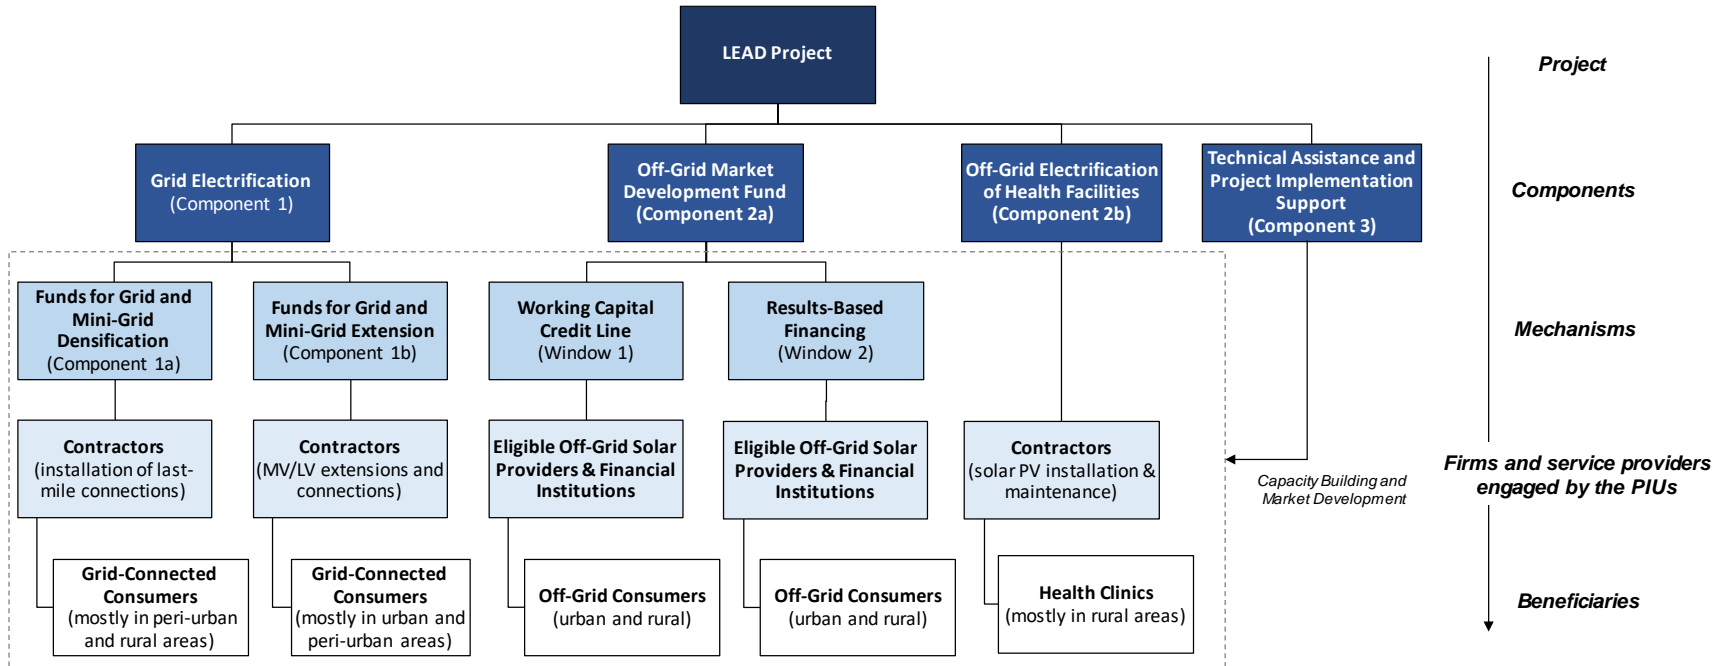 LEAD Project
Project
Grid Electrification
(Component 1)
Off-Grid Market
Development Fund
(Component 2a)
Off-Grid Electrification
of Health Facilities
(Component 2b)
Technical Assistance and
Project Implementation
Support
(Component 3)
Components
Funds for Grid and
Mini-Grid
Densification
(Component 1a)
Funds for Grid and
Mini-Grid Extension
(Component 1b)
Working Capital
Credit Line
(Window 1)
Results-Based
Financing
(Window 2)
Mechanisms
Contractors
(installation of last-
mile connections)
Contractors
(MV/LV extensions and
connections)
Eligible Off-Grid Solar
Providers & Financial
Institutions
Eligible Off-Grid Solar
Providers & Financial
Institutions
Contractors
(solar PV installation &
maintenance)
Capacity Building and
Market Development
Firms and service providers
engaged by the PIUs
Grid-Connected
Consumers
(mostly in peri-urban
and rural areas)
Grid-Connected
Consumers
(mostly in urban and
peri-urban areas)
Off-Grid Consumers
(urban and rural)
Off-Grid Consumers
(urban and rural)
Health Clinics
(mostly in rural areas)
Beneficiaries